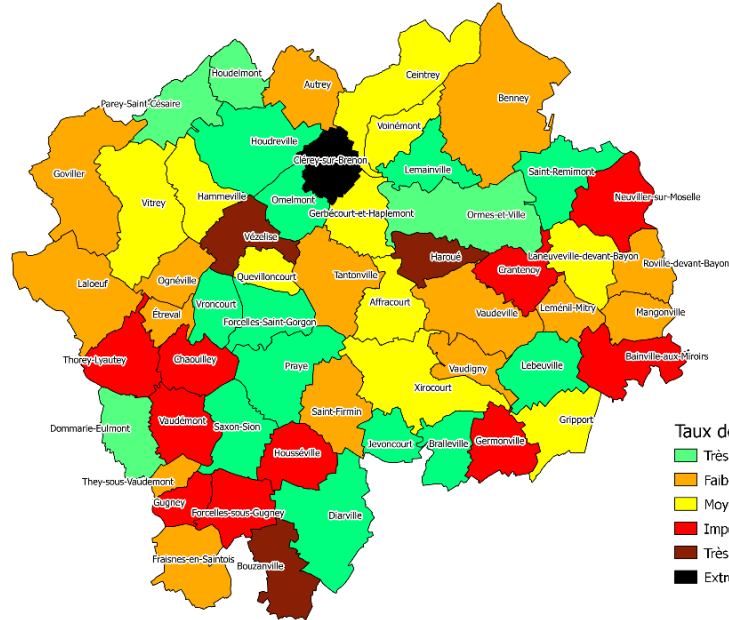 Ceintrey
Houdelmont
Autrey
Benney
Parey-Saint-Césaire
Voinémont
Houdreville
Clérey-sur-Brenon
Lemainville
Saint-Remimont
Goviller
Neuviller-sur-Moselle
Hammeville
Omelmont
Vitrey
Gerbécourt-et-Haplemont
Ormes-et-Ville
Vézelise
Haroué
Laneuveville-devant-Bayon
Roville-devant-Bayon
Crantenoy
Quevilloncourt
Tantonville
Ognéville
Laloeuf
Vroncourt
Affracourt
Leménil-Mitry
Étreval
Vaudeville
Mangonville
Forcelles-Saint-Gorgon
Thorey-Lyautey
Chaouilley
Bainville-aux-Miroirs
Praye
Vaudigny
Lebeuville
Xirocourt
Saint-Firmin
Gripport
Vaudémont
Dommarie-Eulmont
Saxon-Sion
Jevoncourt
Bralleville
Germonville
Housséville
They-sous-Vaudemont
Gugney
Forcelles-sous-Gugney
Diarville
Fraisnes-en-Saintois
Bouzanville
Taux de
Très
Faib
Moy
Imp
Très
Extr